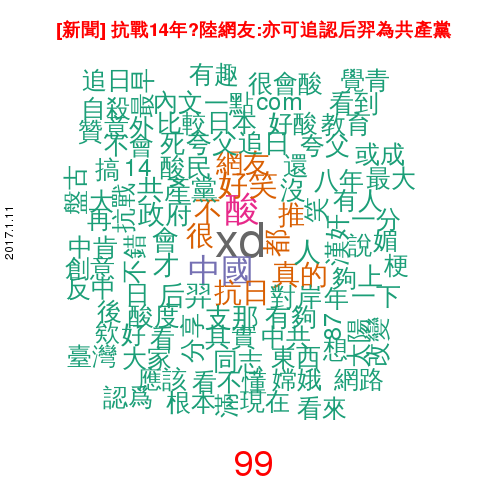 [新聞] 抗戰14年?陸網友:亦可追認后羿為共產黨
追日 有趣 很會酸 覺青
自殺 內文 一點 com 看到
贊 意外 比較 日本 好酸 教育
不會 死 夸父追日 夸父 或成
古 搞 14 酸民 網友 還
盤 大 抗戰 共產黨 好笑 沒 八年 最大
再 政府 不 酸 推 笑 有人
很 xd 都 奸 一分
中肯 錯 會 人 漢 說 媚
創意 不 才 中國 真的 夠 上 梗
反中 日 后羿 抗日 對岸 年 一下
後 酸度 支那 有夠
欸 好 看 分享 其實 中共 87 想 太陽 改變
臺灣 大家 同志 東西
應該 看不懂 嫦娥 網路
認爲 根本 現在 看來
2017.1.11
99